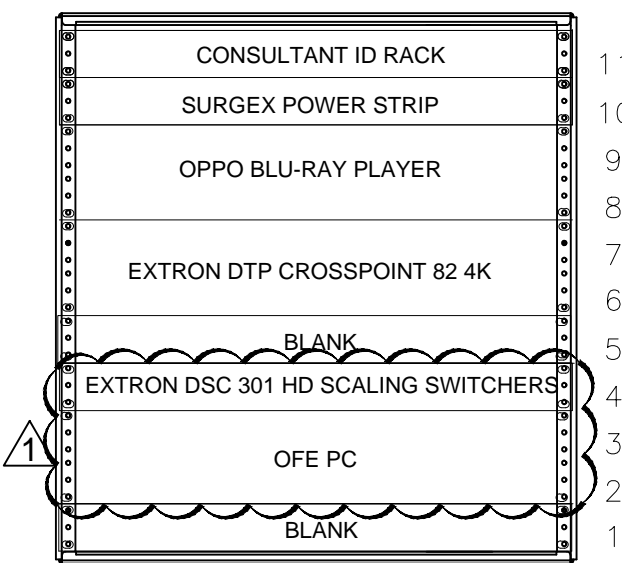 CONSULTANT ID RACK 11
SURGEX POWER STRIP 10
OPPO BLU-RAY PLAYER 9
8
7
EXTRON DTP CROSSPOINT 82 4K
6
BLANK 5
EXTRON DSC 301 HD SCALING SWITCHERS 4
1 3
OFE PC
2
BLANK 1